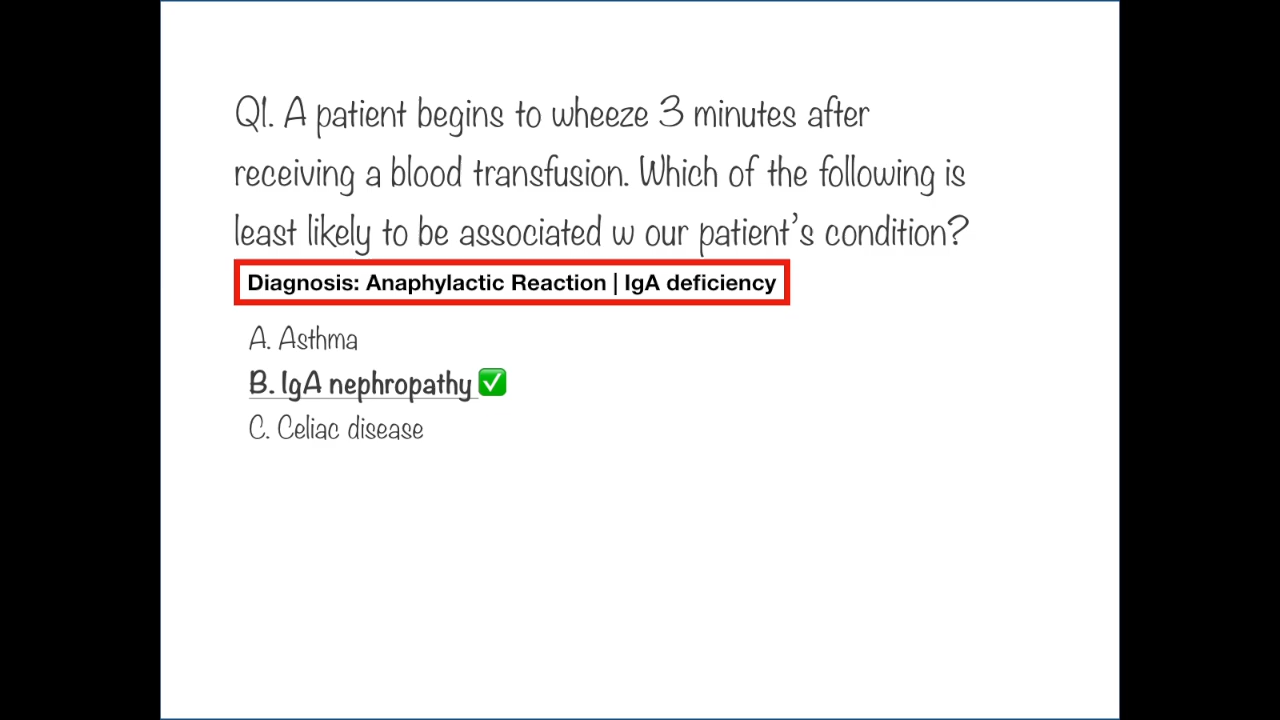 Q1. A patient begins to wheeze 3 minutes after
receiving a blood transfusion. Which of the following is
least likely to be associated w our patient's condition?
Diagnosis: Anaphylactic Reaction | IgA deficiency
A. Asthma
B. IgA nephropathy ✅
C. Celiac disease